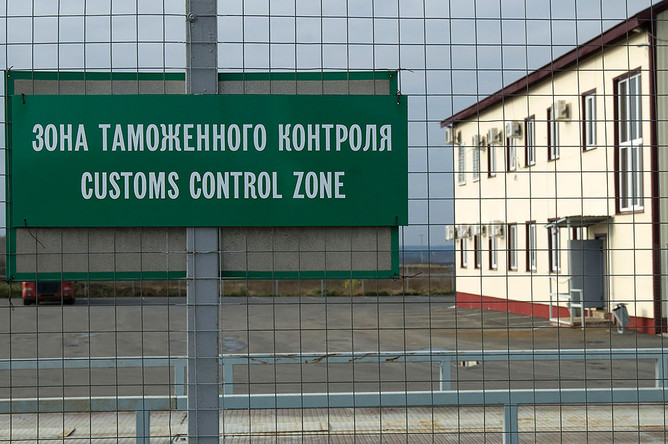 ЗОНА ТАМОЖЕННОГО КОНТРОЛЯ
CUSTOMS CONTROL ZONE